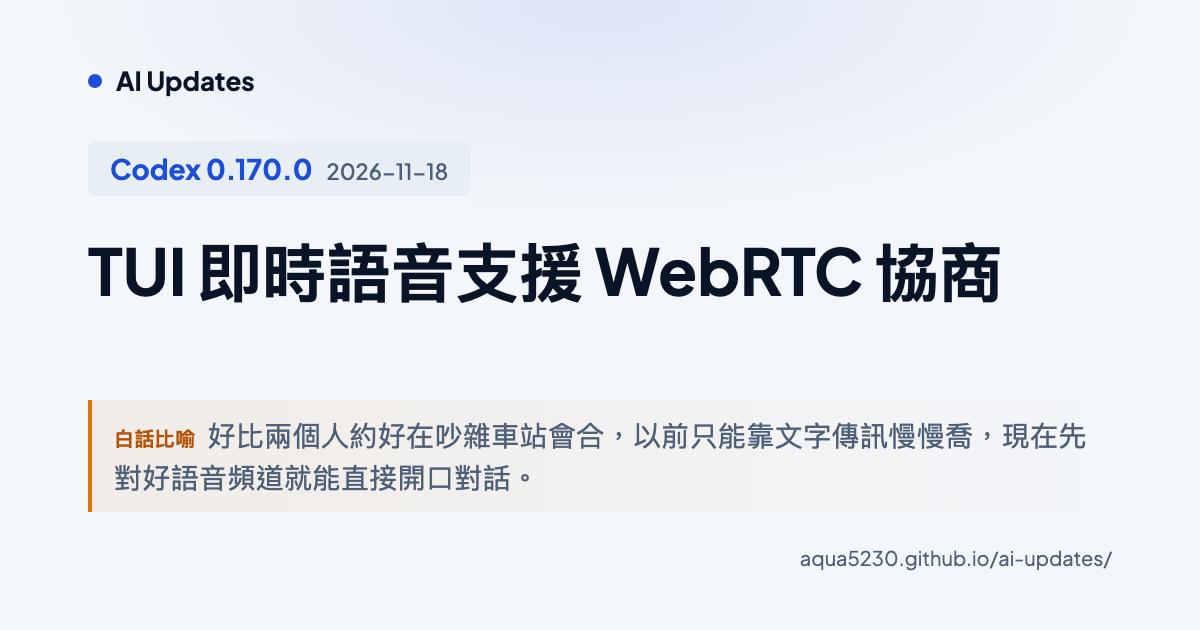 AI Updates
Codex 0.170.0 2026-11-18
TUI 即時語音支援 WebRTC 協商
白話比喻 好比兩個人約好在吵雜車站會合，以前只能靠文字傳訊慢慢喬，現在先
對好語音頻道就能直接開口對話。
aqua5230.github.io/ai-updates/